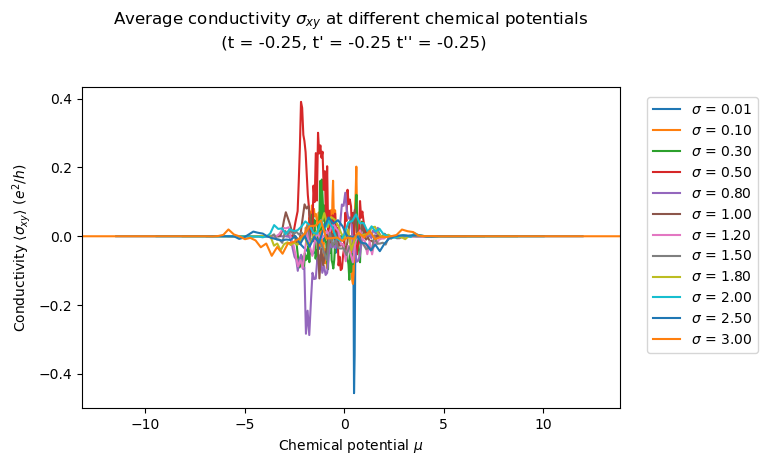 Average conductivity σxy at different chemical potentials
(t = -0.25, t' = -0.25 t'' = -0.25)
0.4
0.2
0.0
−0.2
−0.4
Conductivity ⟨σxy⟩ (e²/h)
−10
−5
0
5
10
Chemical potential μ
σ = 0.01
σ = 0.10
σ = 0.30
σ = 0.50
σ = 0.80
σ = 1.00
σ = 1.20
σ = 1.50
σ = 1.80
σ = 2.00
σ = 2.50
σ = 3.00